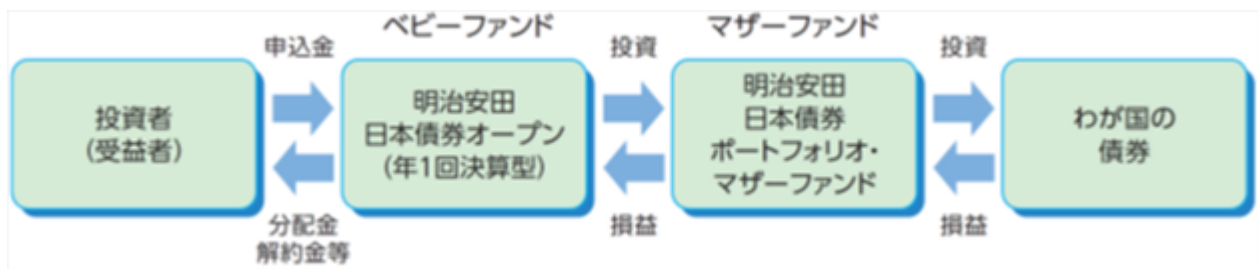 ベビーファンド
マザーファンド
申込金
投資
投資
投資者
(受益者)
明治安田
日本債券オープン
(年1回決算型)
明治安田
日本債券
ポートフォリオ・
マザーファンド
わが国の
債券
分配金
解約金等
損益
損益